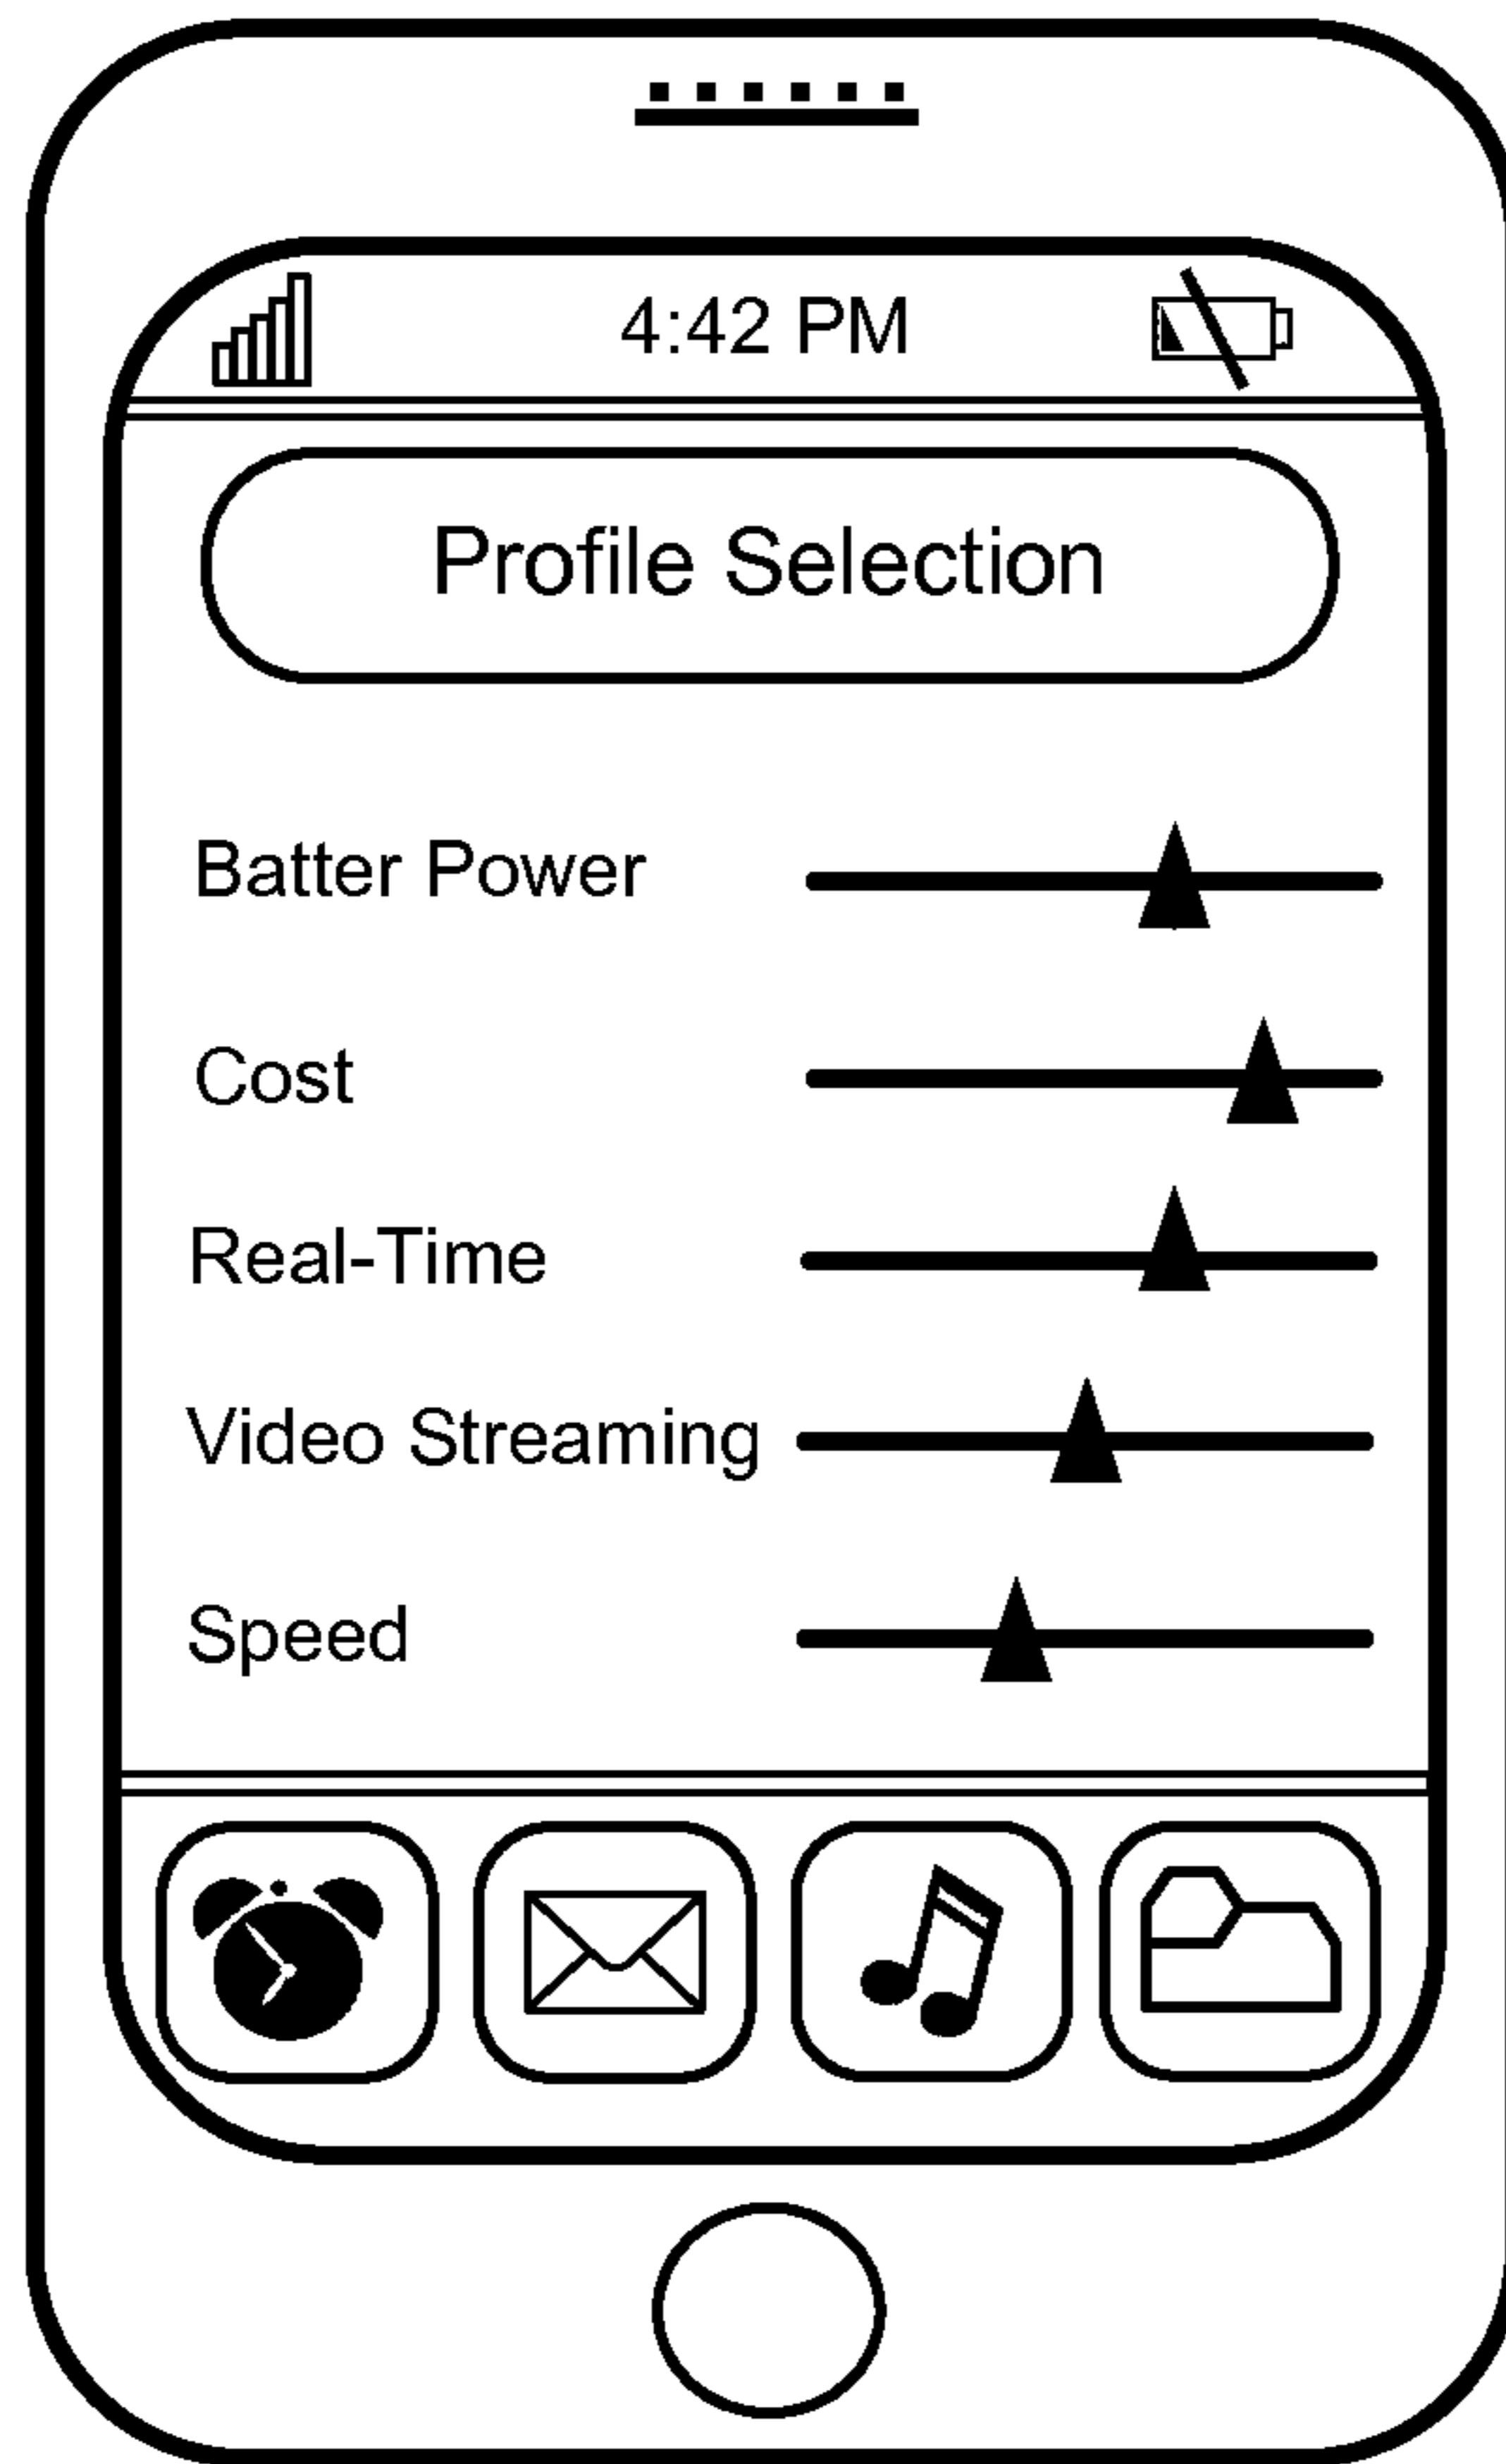 4:42 PM
Profile Selection
Batter Power
Cost
Real-Time
Video Streaming
Speed